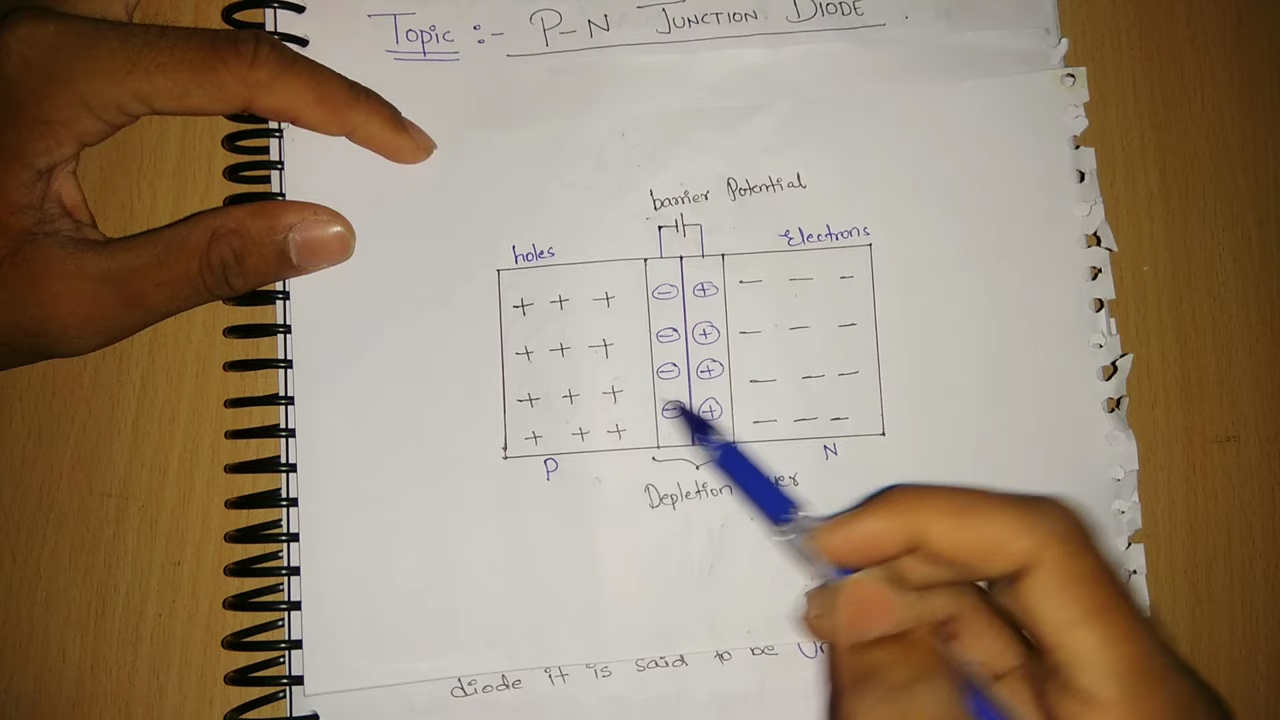 Topic :- P-N JUNCTION DIODE .
barrier Potential
holes
Electrons
+ + + ⊖ ⊕ — — —
+ + + ⊖ ⊕ — — —
+ + + ⊖ ⊕ — — —
+ + + ⊖ ⊕ — — —
P
N
Depletion
diode it is said to be